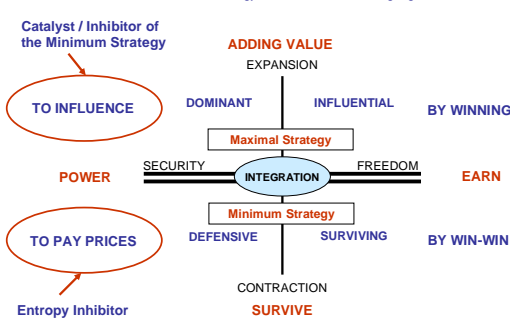 Catalyst / Inhibitor of
the Minimum Strategy
ADDING VALUE
EXPANSION
TO INFLUENCE
DOMINANT
INFLUENTIAL
BY WINNING
Maximal Strategy
SECURITY
FREEDOM
POWER
INTEGRATION
EARN
Minimum Strategy
TO PAY PRICES
DEFENSIVE
SURVIVING
BY WIN-WIN
CONTRACTION
Entropy Inhibitor
SURVIVE